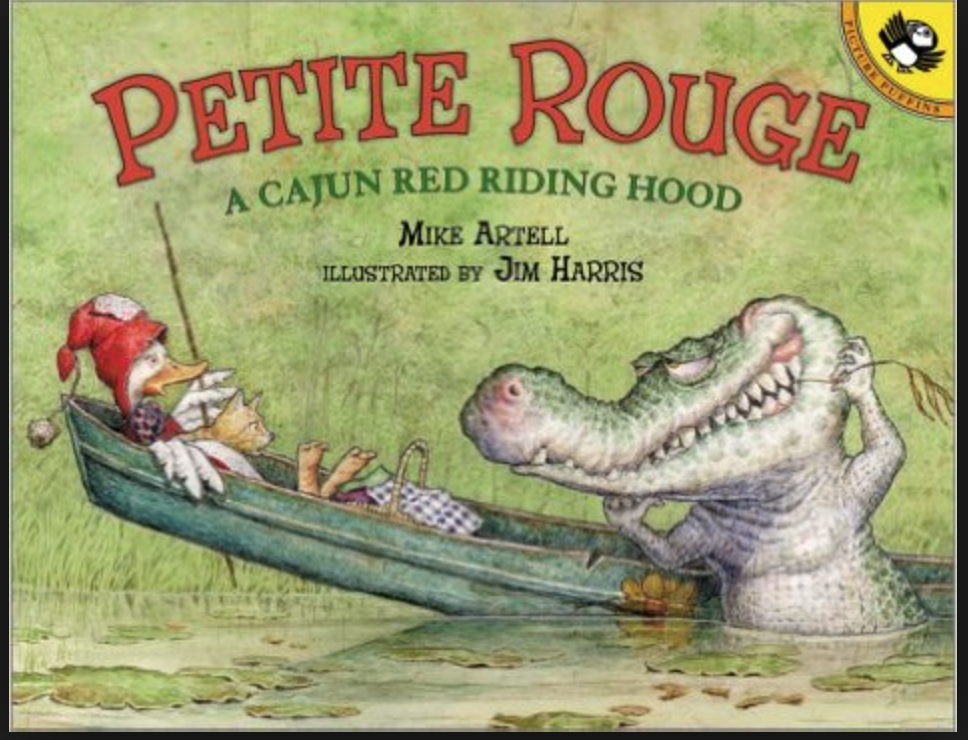 PICTURE PUFFINS
PETITE ROUGE
A CAJUN RED RIDING HOOD
MIKE ARTELL
ILLUSTRATED BY JIM HARRIS